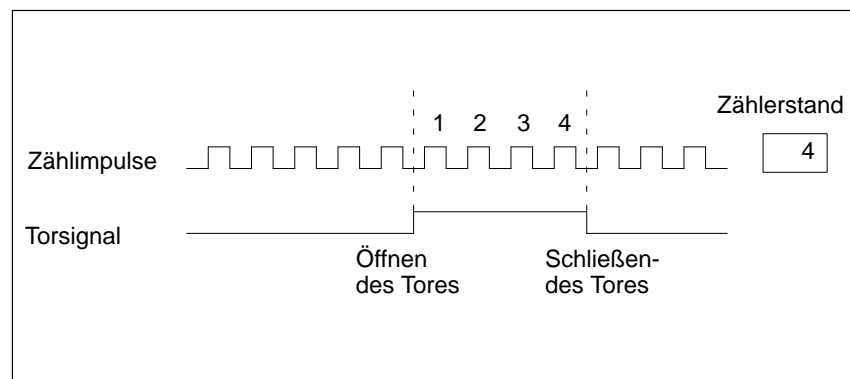 Zählerstand
1 2 3 4
Zählimpulse
4
Torsignal
Öffnen
des Tores
Schließen-
des Tores